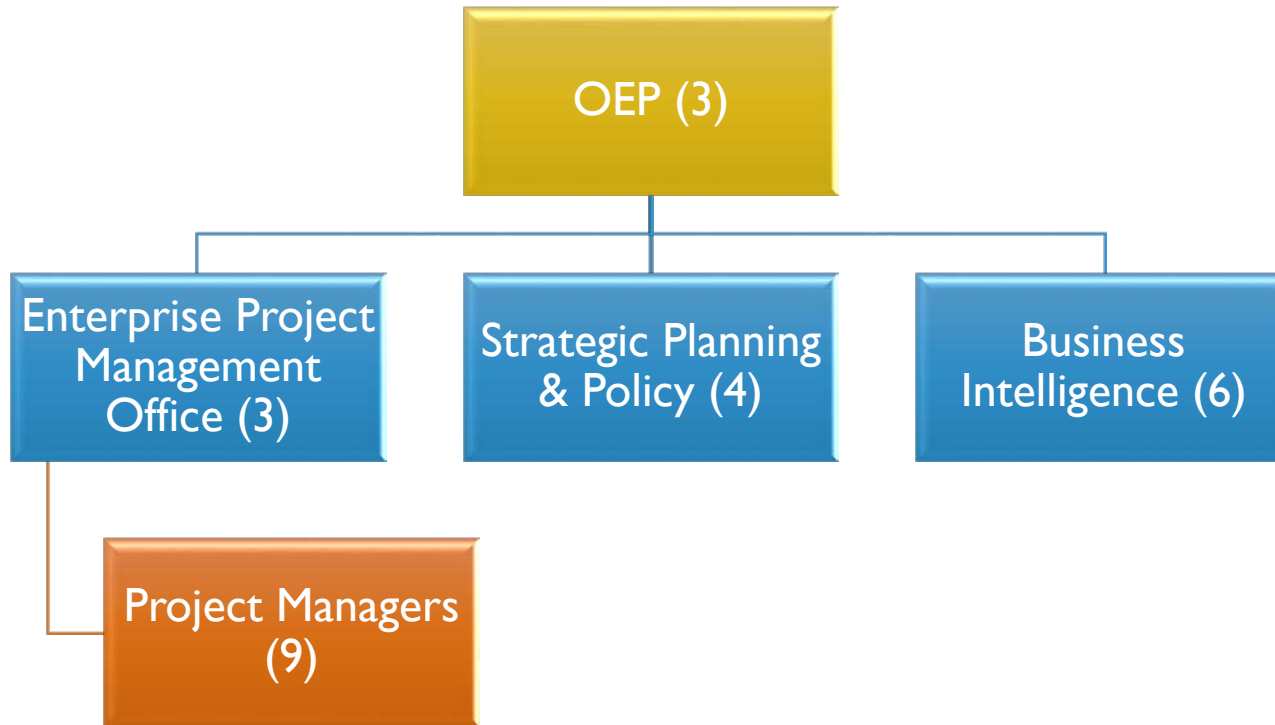 OEP (3)
Enterprise Project
Management
Office (3)
Strategic Planning
& Policy (4)
Business
Intelligence (6)
Project Managers
(9)